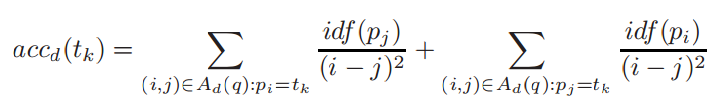 $acc_d(t_k) = \sum_{(i,j) \in A_d(q): p_i = t_k} \frac{idf(p_j)}{(i-j)^2} + \sum_{(i,j) \in A_d(q): p_j = t_k} \frac{idf(p_i)}{(i-j)^2}$